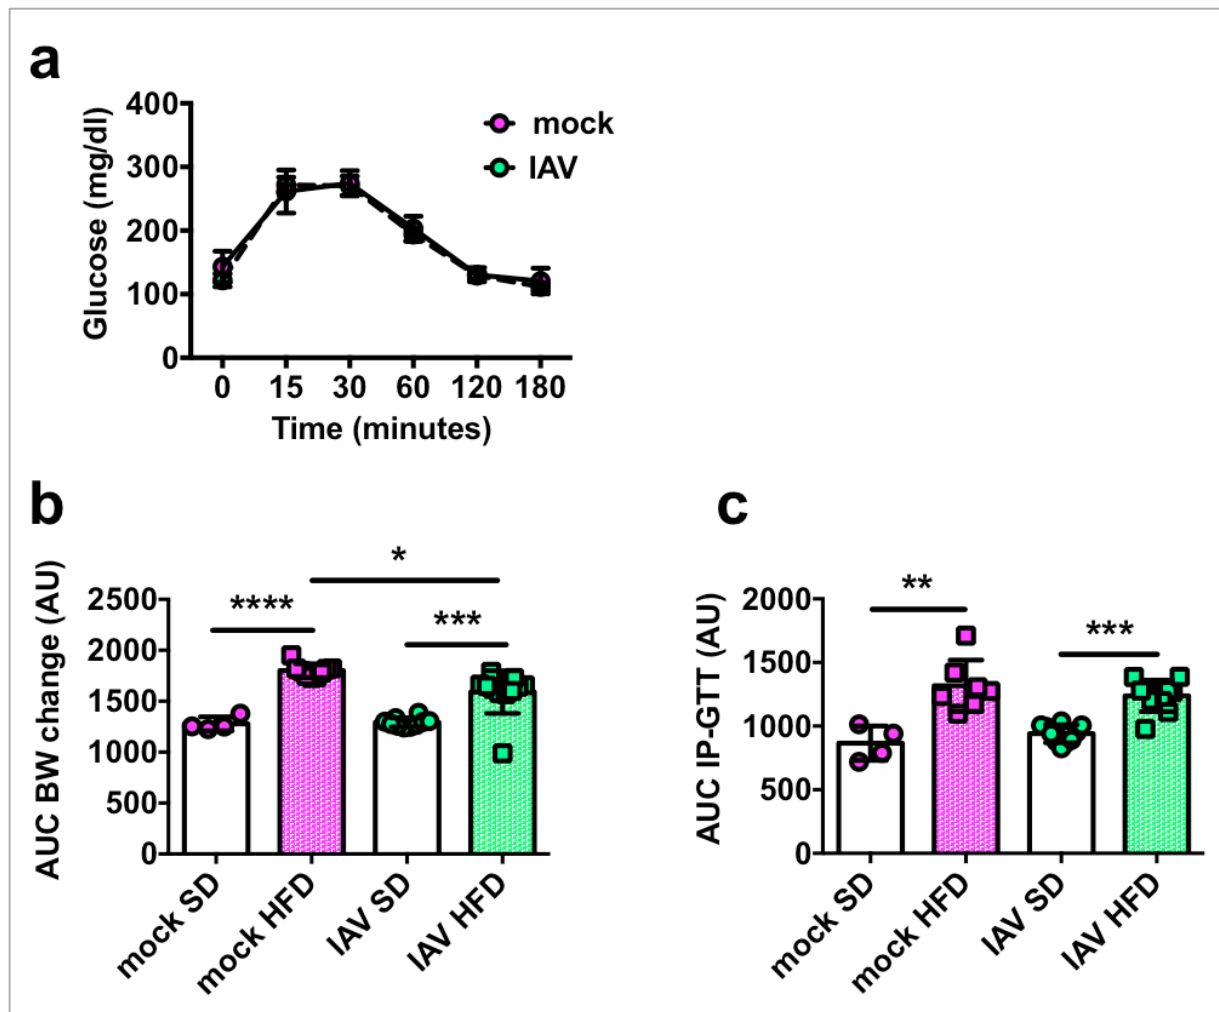 a
400
300
200
100
0
Glucose (mg/dl)
mock
IAV
0 15 30 60 120 180
Time (minutes)
b
AUC BW change (AU)
2500
2000
1500
1000
500
0
*
****
***
mock SD
mock HFD
IAV SD
IAV HFD
c
AUC IP-GTT (AU)
2000
1500
1000
500
0
**
***
mock SD
mock HFD
IAV SD
IAV HFD